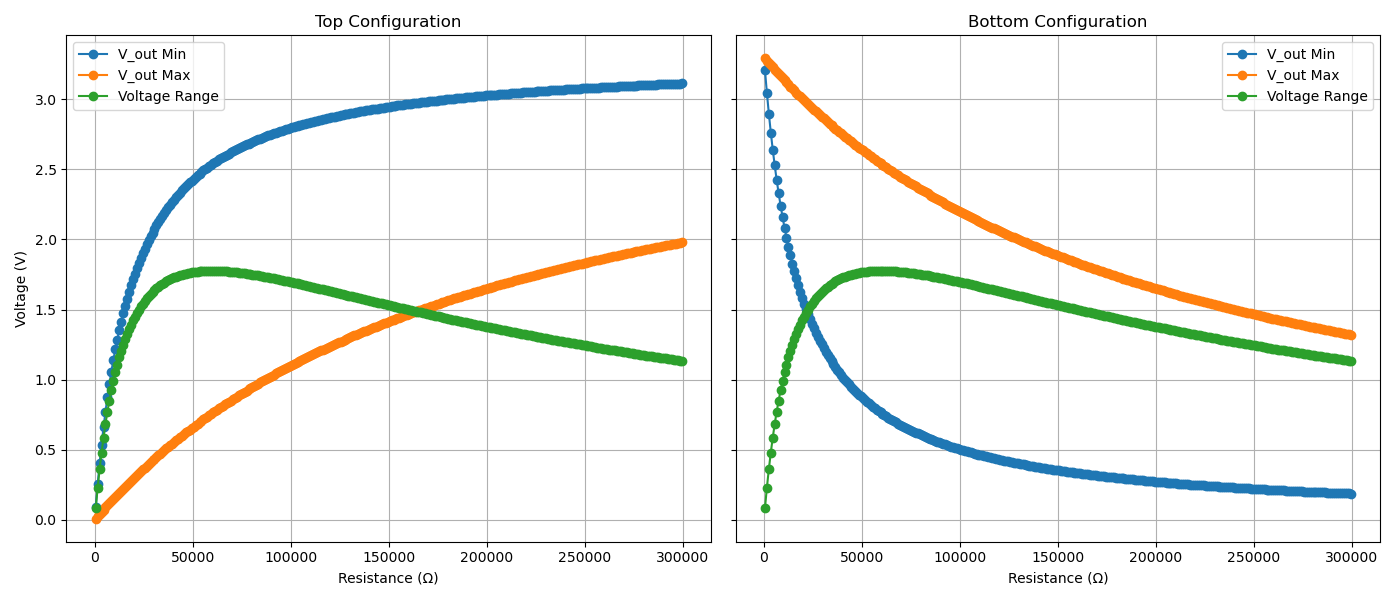 Top Configuration
V_out Min
V_out Max
Voltage Range
Voltage (V)
3.0
2.5
2.0
1.5
1.0
0.5
0.0
0 50000 100000 150000 200000 250000 300000
Resistance (Ω)
Bottom Configuration
V_out Min
V_out Max
Voltage Range
0 50000 100000 150000 200000 250000 300000
Resistance (Ω)